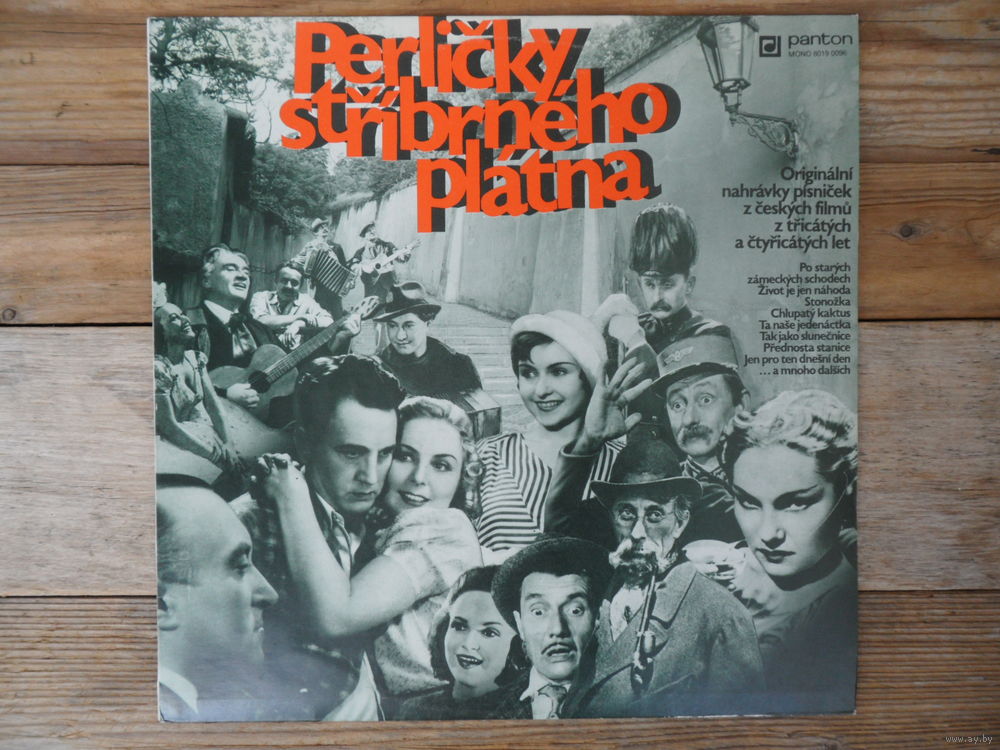 Perličky
stříbrného
plátna
panton
MONO 8019 0096
Originální
nahrávky písniček
z českých filmů
z třicátých
a čtyřicátých let
Po starých
zámeckých schodech
Život je jen náhoda
Stonožka
Chlupatý kaktus
Ta naše jedenáctka
Tak jako slunečnice
Přednosta stanice
Jen pro ten dnešní den
... a mnoho dalších
www.ay.by